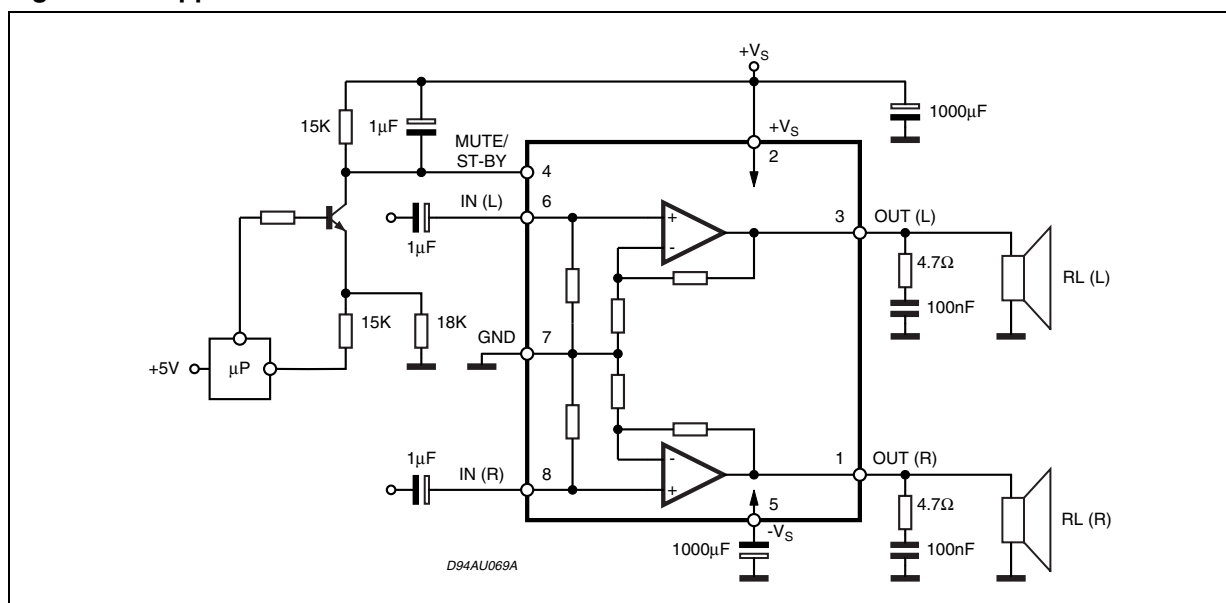 +VS
15K
1µF
1000µF
+VS
MUTE/
ST-BY
4
2
IN (L)
6
3
OUT (L)
+
-
1µF
4.7Ω
RL (L)
100nF
15K
18K
GND
7
+5V
µP
1µF
IN (R)
8
-
+
1
OUT (R)
4.7Ω
RL (R)
5
-VS
1000µF
100nF
D94AU069A